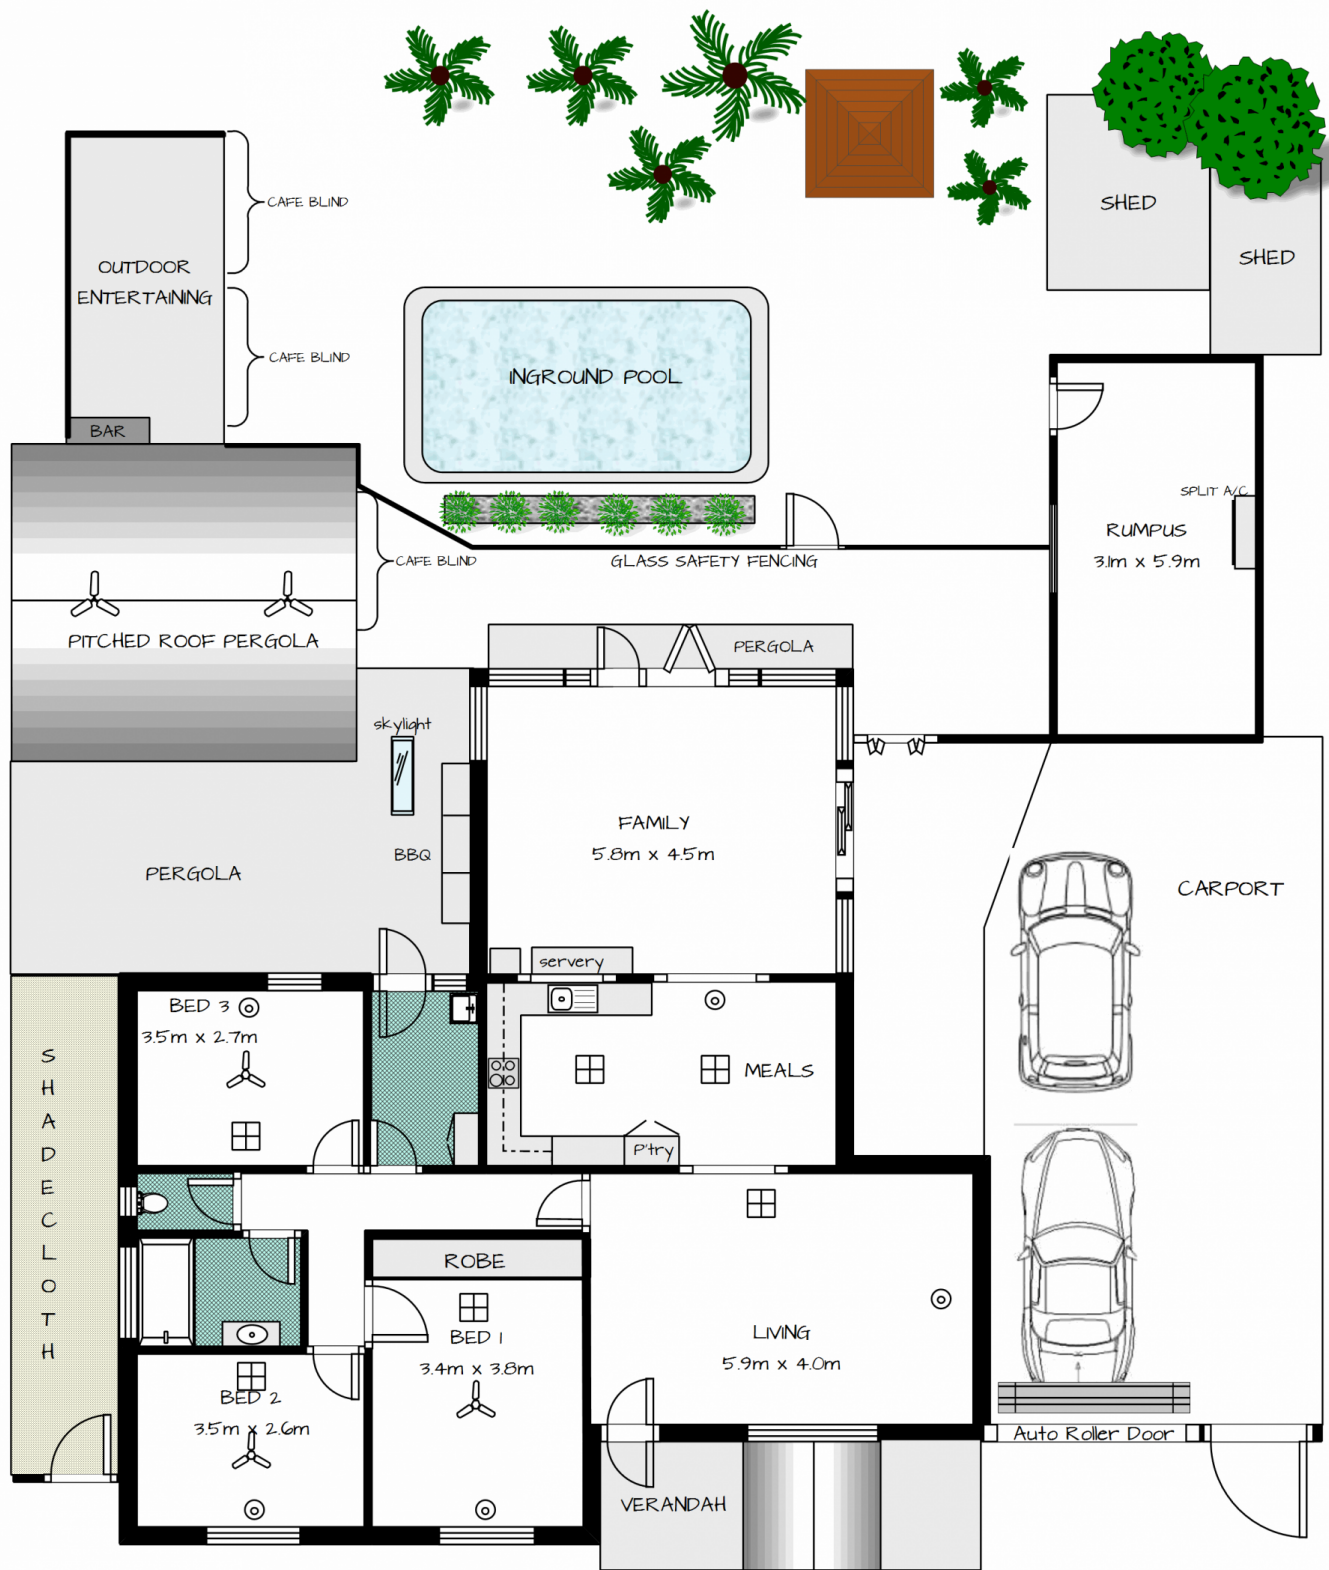 CAFE BLIND
SHED
SHED
OUTDOOR
ENTERTAINING
CAFE BLIND
INGROUND POOL
BAR
SPLIT A/C
RUMPUS
3.1m x 5.9m
CAFE BLIND
GLASS SAFETY FENCING
PITCHED ROOF PERGOLA
PERGOLA
skylight
FAMILY
5.8m x 4.5m
BBQ
PERGOLA
CARPORT
servery
BED 3
3.5m x 2.7m
SHADECLOTH
MEALS
P'try
ROBE
BED 1
3.4m x 3.8m
LIVING
5.9m x 4.0m
BED 2
3.5m x 2.6m
Auto Roller Door
VERANDAH